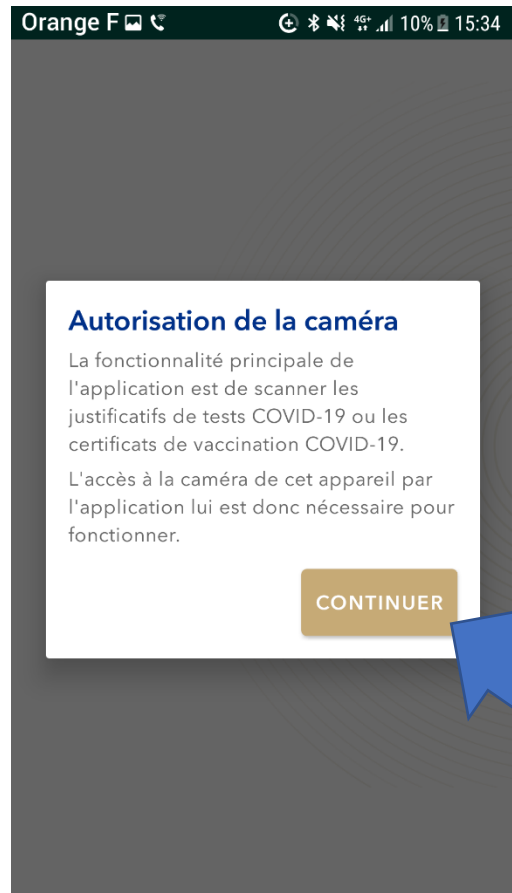 Orange F 4G+ 10% 15:34
Autorisation de la caméra
La fonctionnalité principale de
l'application est de scanner les
justificatifs de tests COVID-19 ou les
certificats de vaccination COVID-19.
L'accès à la caméra de cet appareil par
l'application lui est donc nécessaire pour
fonctionner.
CONTINUER